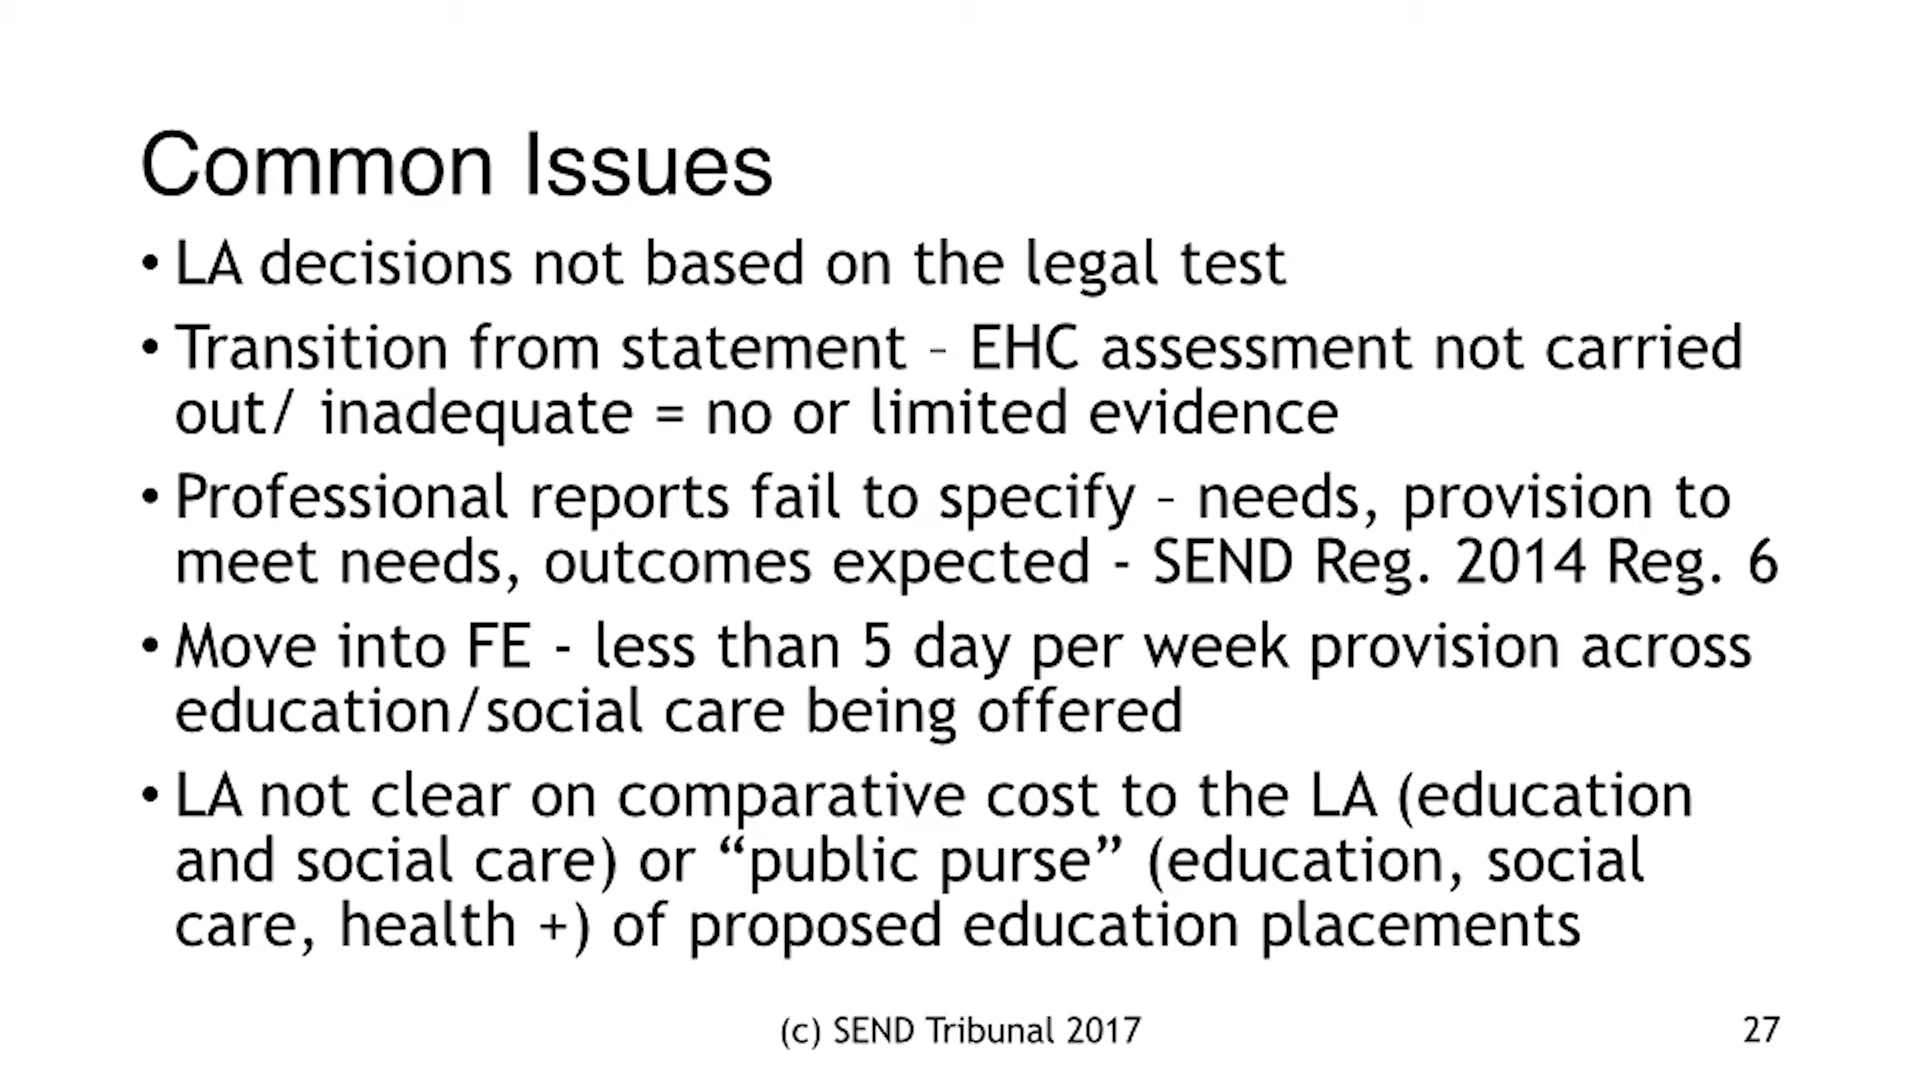 Common Issues
• LA decisions not based on the legal test
• Transition from statement – EHC assessment not carried
out/ inadequate = no or limited evidence
• Professional reports fail to specify – needs, provision to
meet needs, outcomes expected - SEND Reg. 2014 Reg. 6
• Move into FE - less than 5 day per week provision across
education/social care being offered
• LA not clear on comparative cost to the LA (education
and social care) or “public purse” (education, social
care, health +) of proposed education placements
(c) SEND Tribunal 2017
27